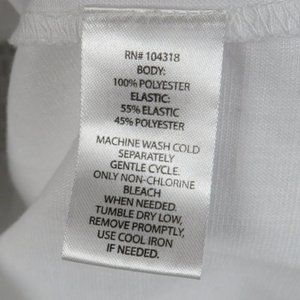 RN# 104318
BODY:
100% POLYESTER
ELASTIC:
55% ELASTIC
45% POLYESTER
MACHINE WASH COLD
SEPARATELY
GENTLE CYCLE.
ONLY NON-CHLORINE
BLEACH
WHEN NEEDED.
TUMBLE DRY LOW,
REMOVE PROMPTLY,
USE COOL IRON
IF NEEDED.